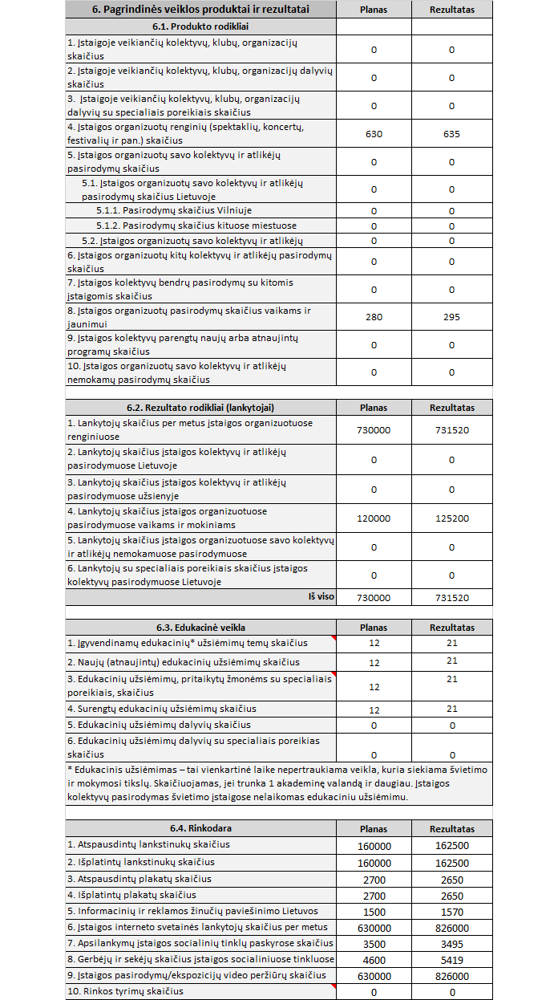 6. Pagrindinės veiklos produktai ir rezultatai Planas Rezultatas
6.1. Produkto rodikliai
1. Įstaigoje veikiančių kolektyvų, klubų, organizacijų
skaičius 0 0
2. Įstaigoje veikiančių kolektyvų, klubų, organizacijų dalyvių
skaičius 0 0
3. Įstaigoje veikiančių kolektyvų, klubų, organizacijų
dalyvių su specialiais poreikiais skaičius 0 0
4. Įstaigos organizuotų renginių (spektaklių, koncertų,
festivalių ir pan.) skaičius 630 635
5. Įstaigos organizuotų savo kolektyvų ir atlikėjų
pasirodymų skaičius 0 0
5.1. Įstaigos organizuotų savo kolektyvų ir atlikėjų
pasirodymų skaičius Lietuvoje 0 0
5.1.1. Pasirodymų skaičius Vilniuje 0 0
5.1.2. Pasirodymų skaičius kituose miestuose 0 0
5.2. Įstaigos organizuotų savo kolektyvų ir atlikėjų 0 0
6. Įstaigos organizuotų kitų kolektyvų ir atlikėjų pasirodymų
skaičius 0 0
7. Įstaigos kolektyvų bendrų pasirodymų su kitomis
įstaigomis skaičius 0 0
8. Įstaigos organizuotų pasirodymų skaičius vaikams ir
jaunimui 280 295
9. Įstaigos kolektyvų parengtų naujų arba atnaujintų
programų skaičius 0 0
10. Įstaigos organizuotų savo kolektyvų ir atlikėjų
nemokamų pasirodymų skaičius 0 0
6.2. Rezultato rodikliai (lankytojai) Planas Rezultatas
1. Lankytojų skaičius per metus įstaigos organizuotuose
renginiuose 730000 731520
2. Lankytojų skaičius įstaigos kolektyvų ir atlikėjų
pasirodymuose Lietuvoje 0 0
3. Lankytojų skaičius įstaigos kolektyvų ir atlikėjų
pasirodymuose užsienyje 0 0
4. Lankytojų skaičius įstaigos organizuotuose
pasirodymuose vaikams ir mokiniams 120000 125200
5. Lankytojų skaičius įstaigos organizuotuose savo kolektyvų
ir atlikėjų nemokamuose pasirodymuose 0 0
6. Lankytojų su specialiais poreikiais skaičius įstaigos
kolektyvų pasirodymuose Lietuvoje 0 0
Iš viso 730000 731520
6.3. Edukacinė veikla Planas Rezultatas
1. Įgyvendinamų edukacinių* užsiėmimų temų skaičius 12 21
2. Naujų (atnaujintų) edukacinių užsiėmimų skaičius 12 21
3. Edukacinių užsiėmimų, pritaikytų žmonėms su specialiais
poreikiais, skaičius 12 21
4. Surengtų edukacinių užsiėmimų skaičius 12 21
5. Edukacinių užsiėmimų dalyvių skaičius 0 0
6. Edukacinių užsiėmimų dalyvių su specialiais poreikias
skaičius 0 0
* Edukacinis užsiėmimas – tai vienkartinė laike nepertraukiama veikla, kuria siekiama švietimo
ir mokymosi tikslų. Skaičiuojamas, jei trunka 1 akademinę valandą ir daugiau. Įstaigos
kolektyvų pasirodymas švietimo įstaigose nelaikomas edukaciniu užsiėmimu.
6.4. Rinkodara Planas Rezultatas
1. Atspausdintų lankstinukų skaičius 160000 162500
2. Išplatintų lankstinukų skaičius 160000 162500
3. Atspausdintų plakatų skaičius 2700 2650
4. Išplatintų plakatų skaičius 2700 2650
5. Informacinių ir reklamos žinučių paviešinimo Lietuvos 1500 1570
6. Įstaigos interneto svetainės lankytojų skaičius per metus 630000 826000
7. Apsilankymų įstaigos socialinių tinklų paskyrose skaičius 3500 3495
8. Gerbėjų ir sekėjų skaičius įstaigos socialiniuose tinkluose 4600 5419
9. Įstaigos pasirodymų/ekspozicijų video peržiūrų skaičius 630000 826000
10. Rinkos tyrimų skaičius 0 0